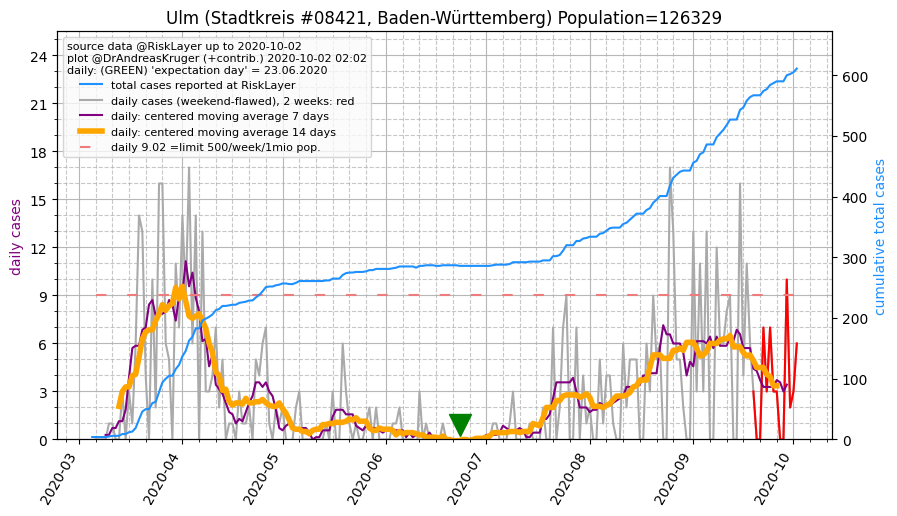 Ulm (Stadtkreis #08421, Baden-Württemberg) Population=126329
source data @RiskLayer up to 2020-10-02
plot @DrAndreasKruger (+contrib.) 2020-10-02 02:02
daily: (GREEN) 'expectation day' = 23.06.2020
total cases reported at RiskLayer
daily cases (weekend-flawed), 2 weeks: red
daily: centered moving average 7 days
daily: centered moving average 14 days
daily 9.02 =limit 500/week/1mio pop.
daily cases
24
21
18
15
12
9
6
3
0
cumulative total cases
600
500
400
300
200
100
0
2020-03
2020-04
2020-05
2020-06
2020-07
2020-08
2020-09
2020-10